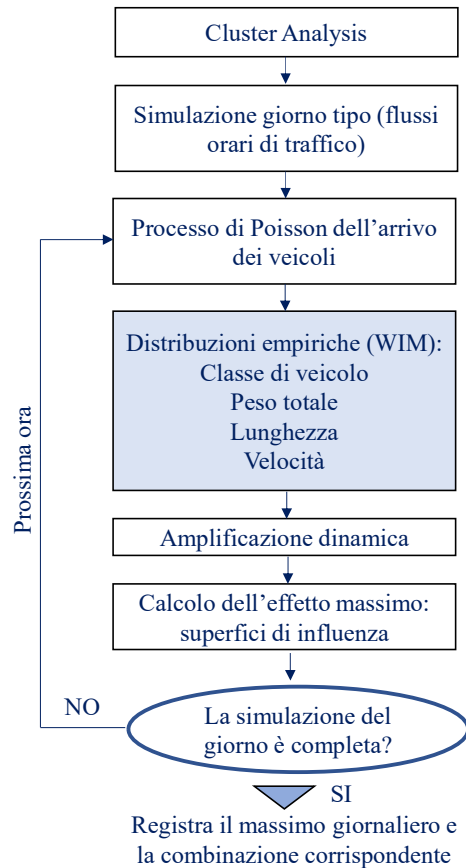 Cluster Analysis
Simulazione giorno tipo (flussi
orari di traffico)
Processo di Poisson dell'arrivo
dei veicoli
Distribuzioni empiriche (WIM):
Classe di veicolo
Peso totale
Lunghezza
Velocità
Prossima ora
Amplificazione dinamica
Calcolo dell'effetto massimo:
superfici di influenza
NO
La simulazione del
giorno è completa?
SI
Registra il massimo giornaliero e
la combinazione corrispondente